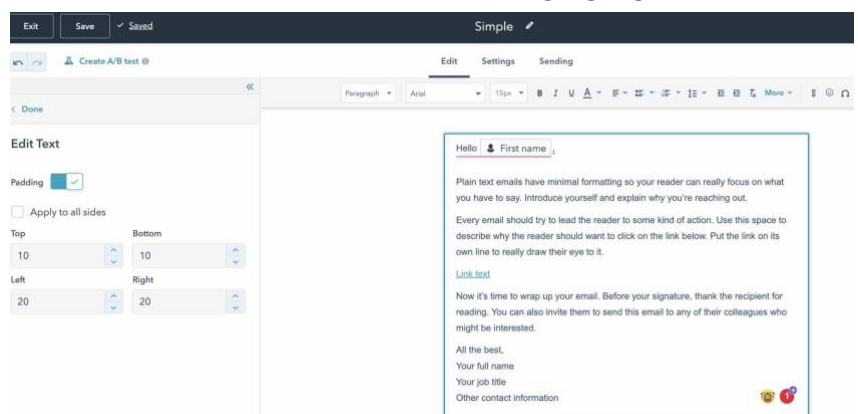 Exit Save Saved Simple
Create A/B test Edit Settings Sending
Paragraph Arial 15px B I U A More
Done
Edit Text
Padding
Apply to all sides
Top Bottom
10 10
Left Right
20 20
Hello First name ,
Plain text emails have minimal formatting so your reader can really focus on what
you have to say. Introduce yourself and explain why you're reaching out.
Every email should try to lead the reader to some kind of action. Use this space to
describe why the reader should want to click on the link below. Put the link on its
own line to really draw their eye to it.
Link text
Now it's time to wrap up your email. Before your signature, thank the recipient for
reading. You can also invite them to send this email to any of their colleagues who
might be interested.
All the best,
Your full name
Your job title
Other contact information
1